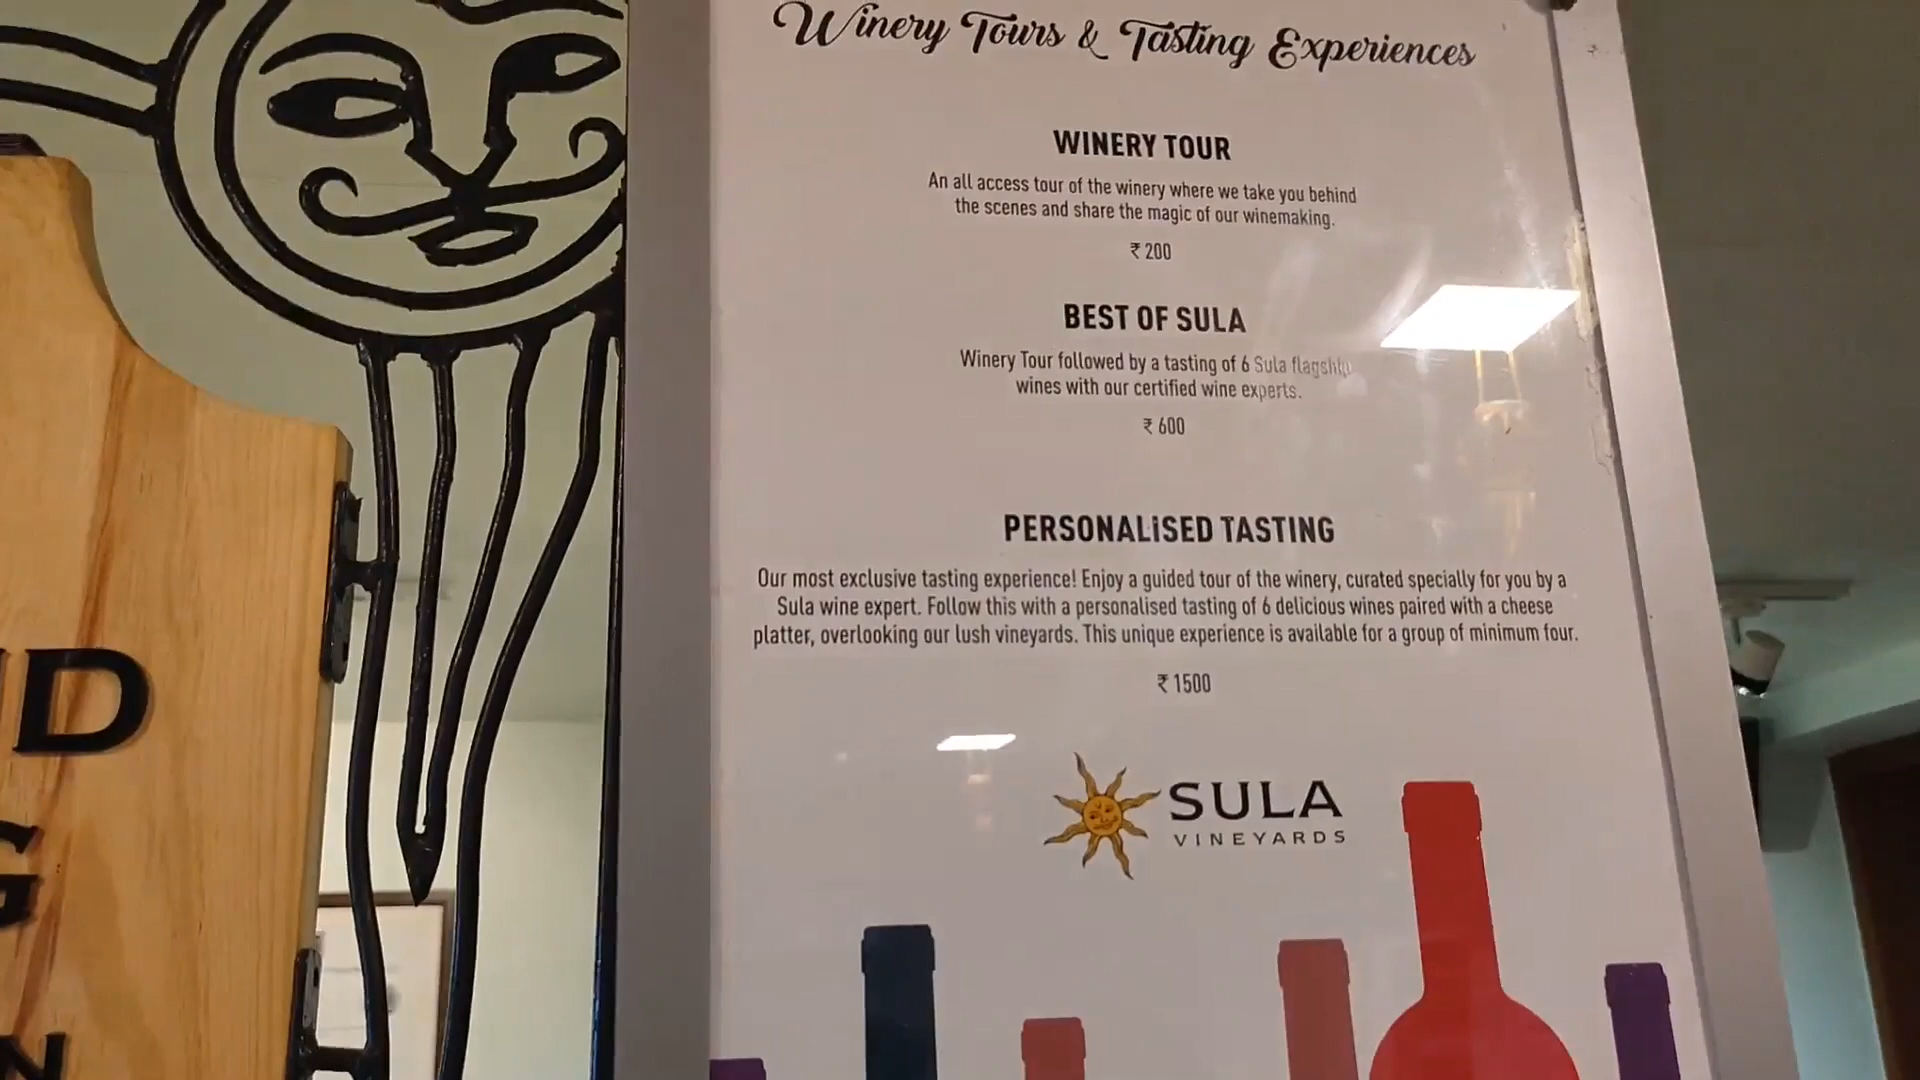 Winery Tours & Tasting Experiences
WINERY TOUR
An all access tour of the winery where we take you behind
the scenes and share the magic of our winemaking.
₹ 200
BEST OF SULA
Winery Tour followed by a tasting of 6 Sula flagship
wines with our certified wine experts.
₹ 600
PERSONALISED TASTING
Our most exclusive tasting experience! Enjoy a guided tour of the winery, curated specially for you by a
Sula wine expert. Follow this with a personalised tasting of 6 delicious wines paired with a cheese
platter, overlooking our lush vineyards. This unique experience is available for a group of minimum four.
₹ 1500
SULA
VINEYARDS